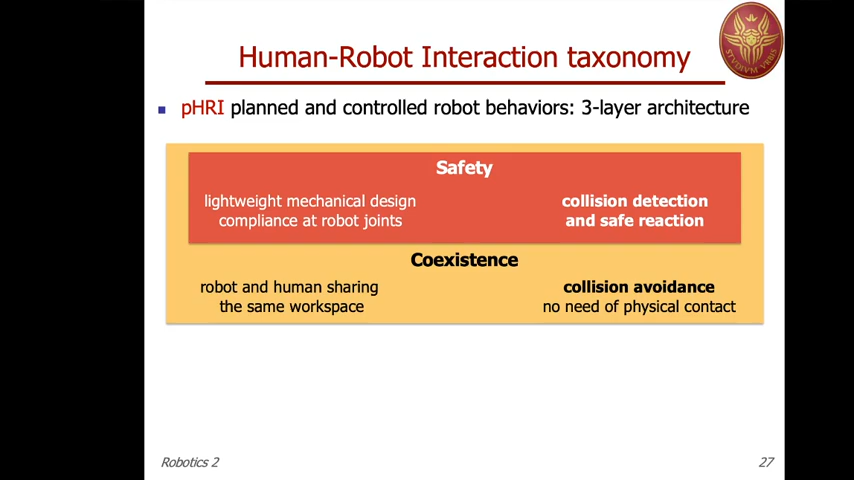 Human-Robot Interaction taxonomy
STVDIVM VRBIS
pHRI planned and controlled robot behaviors: 3-layer architecture
Safety
lightweight mechanical design
compliance at robot joints
collision detection
and safe reaction
Coexistence
robot and human sharing
the same workspace
collision avoidance
no need of physical contact
Robotics 2
27